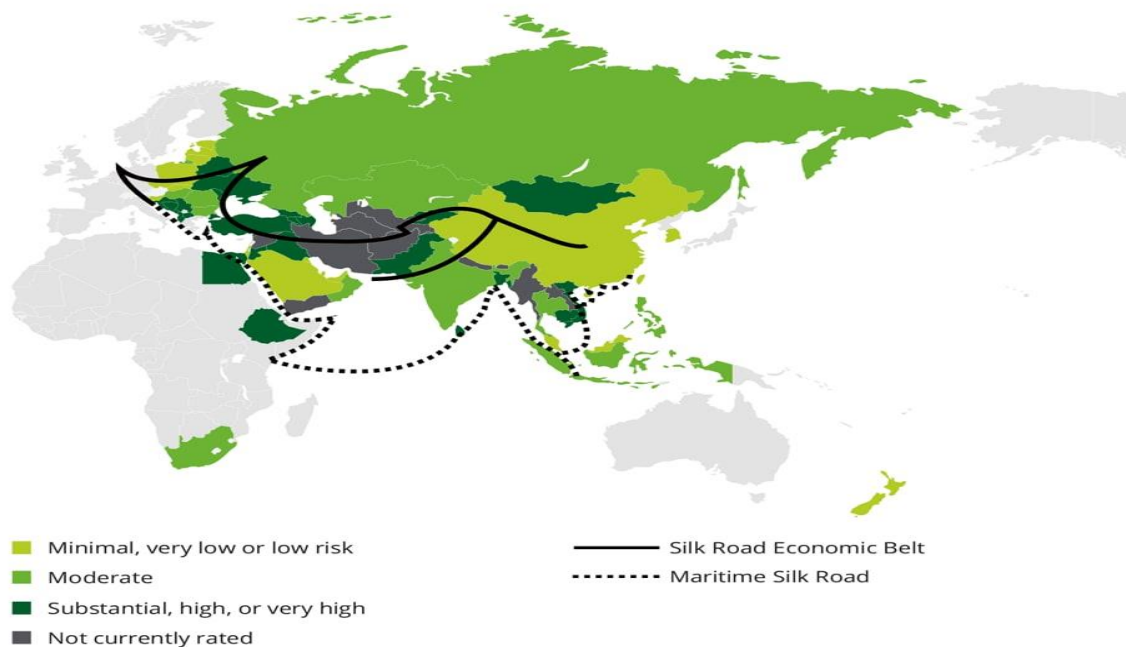 Minimal, very low or low risk
Moderate
Substantial, high, or very high
Not currently rated
Silk Road Economic Belt
Maritime Silk Road